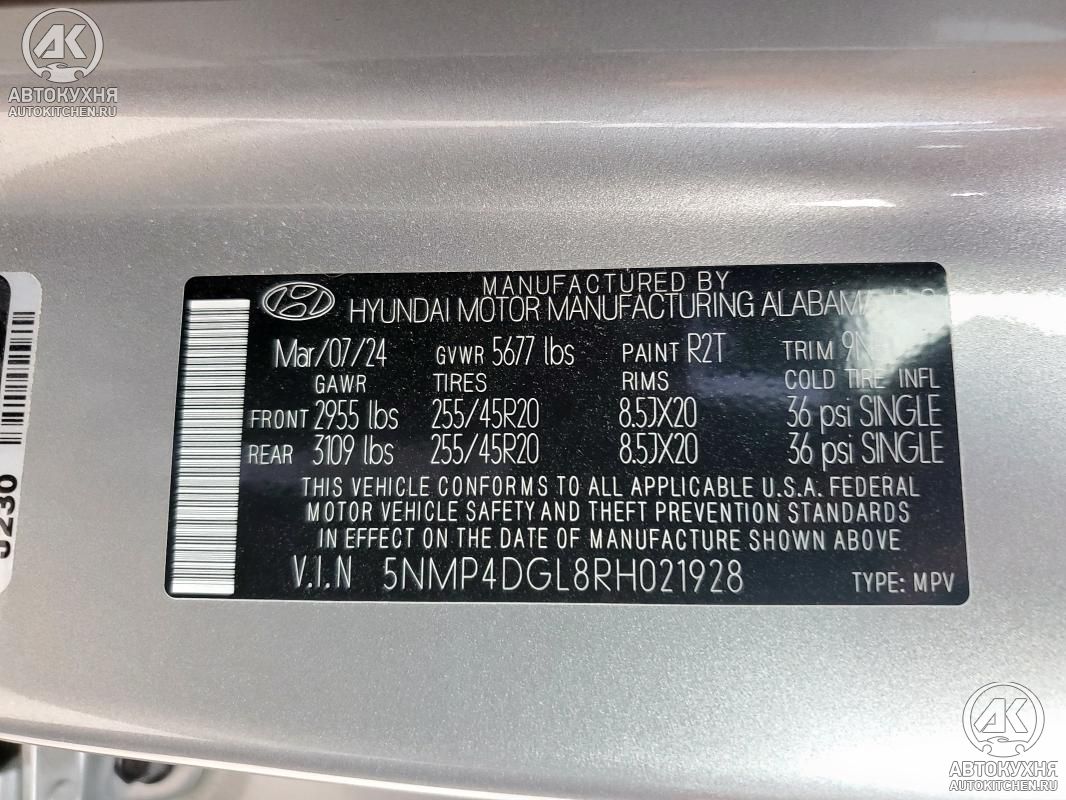 AK
АВТОКУХНЯ
AUTOKITCHEN.RU
J230
MANUFACTURED BY
HYUNDAI MOTOR MANUFACTURING ALABAMA
Mar/07/24 GVWR 5677 lbs PAINT R2T TRIM
GAWR TIRES RIMS COLD TIRE INFL
FRONT 2955 lbs 255/45R20 8.5JX20 36 psi SINGLE
REAR 3109 lbs 255/45R20 8.5JX20 36 psi SINGLE
THIS VEHICLE CONFORMS TO ALL APPLICABLE U.S.A. FEDERAL
MOTOR VEHICLE SAFETY AND THEFT PREVENTION STANDARDS
IN EFFECT ON THE DATE OF MANUFACTURE SHOWN ABOVE
V.I.N 5NMP4DGL8RH021928 TYPE: MPV
AK
АВТОКУХНЯ
AUTOKITCHEN.RU